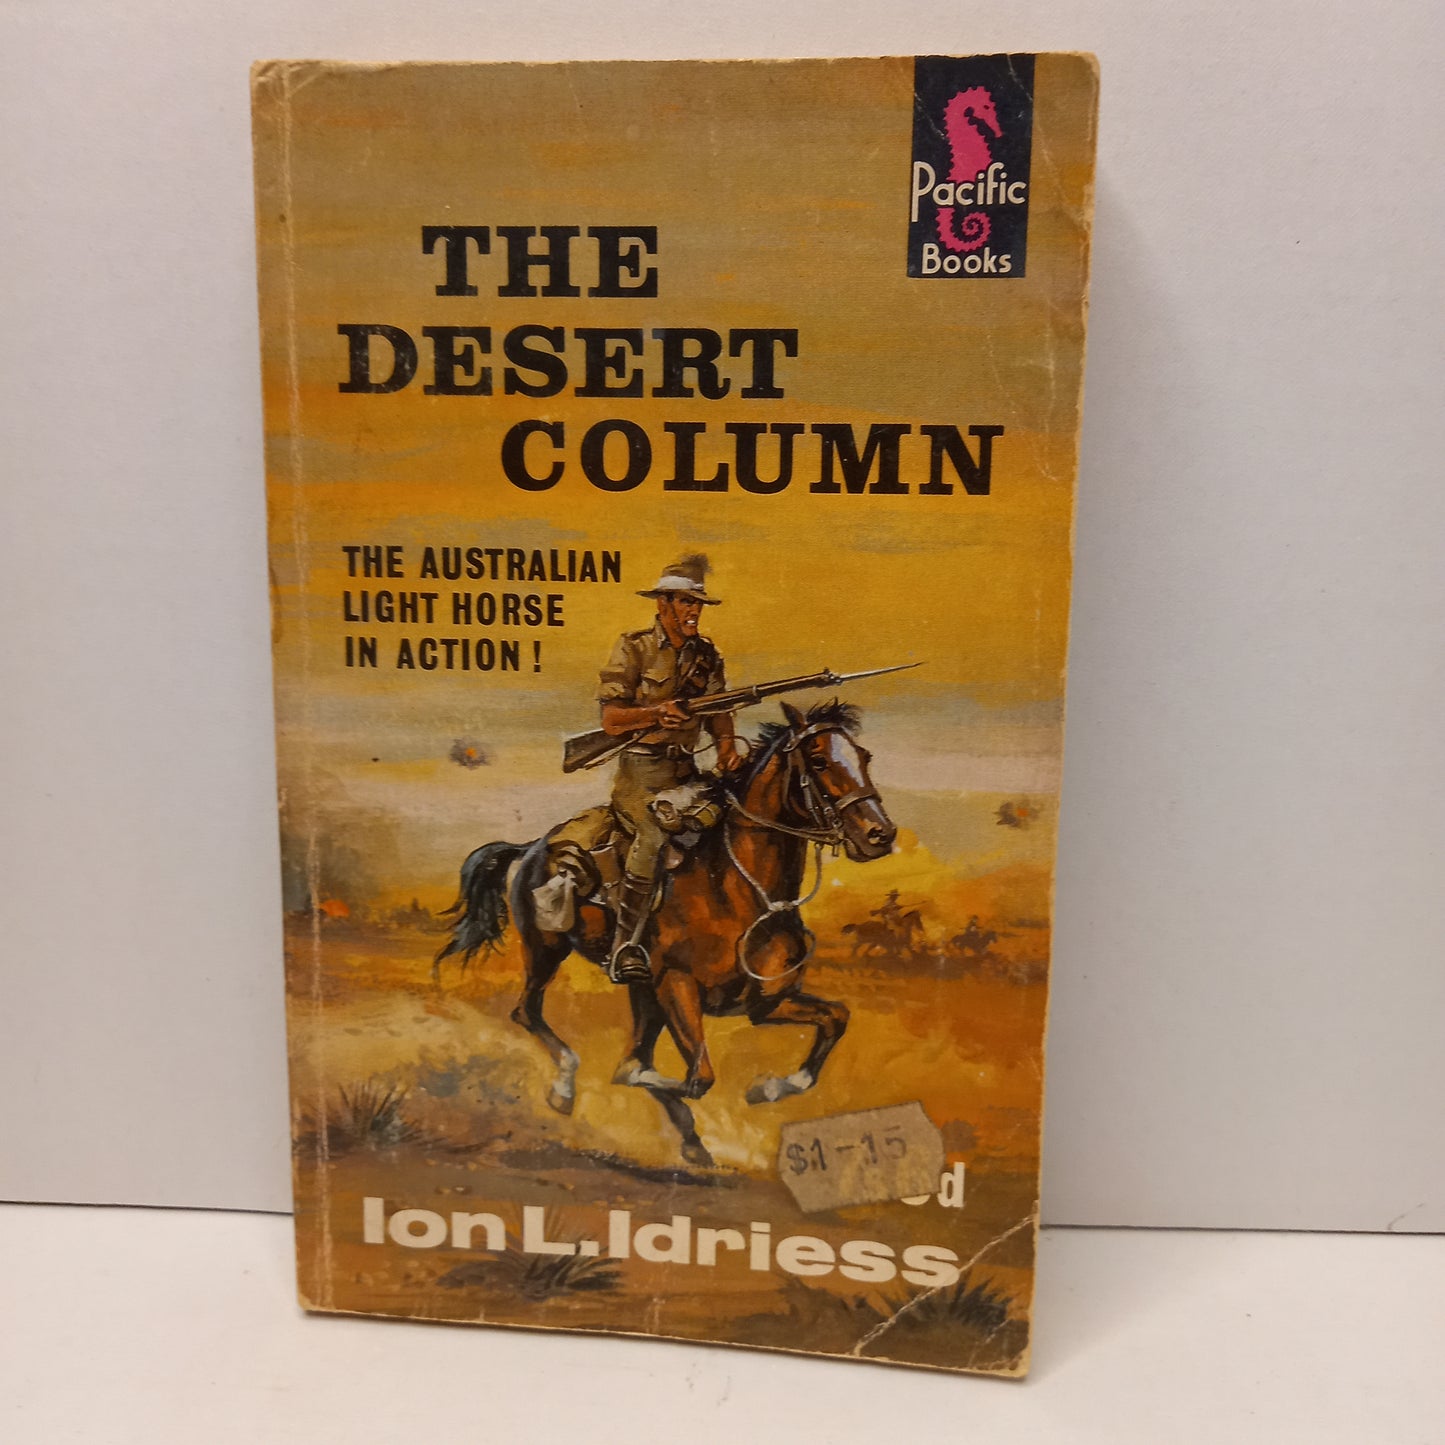 Pacific
Books
THE
DESERT
COLUMN
THE AUSTRALIAN
LIGHT HORSE
IN ACTION!
$1-15
d
Ion L. Idriess